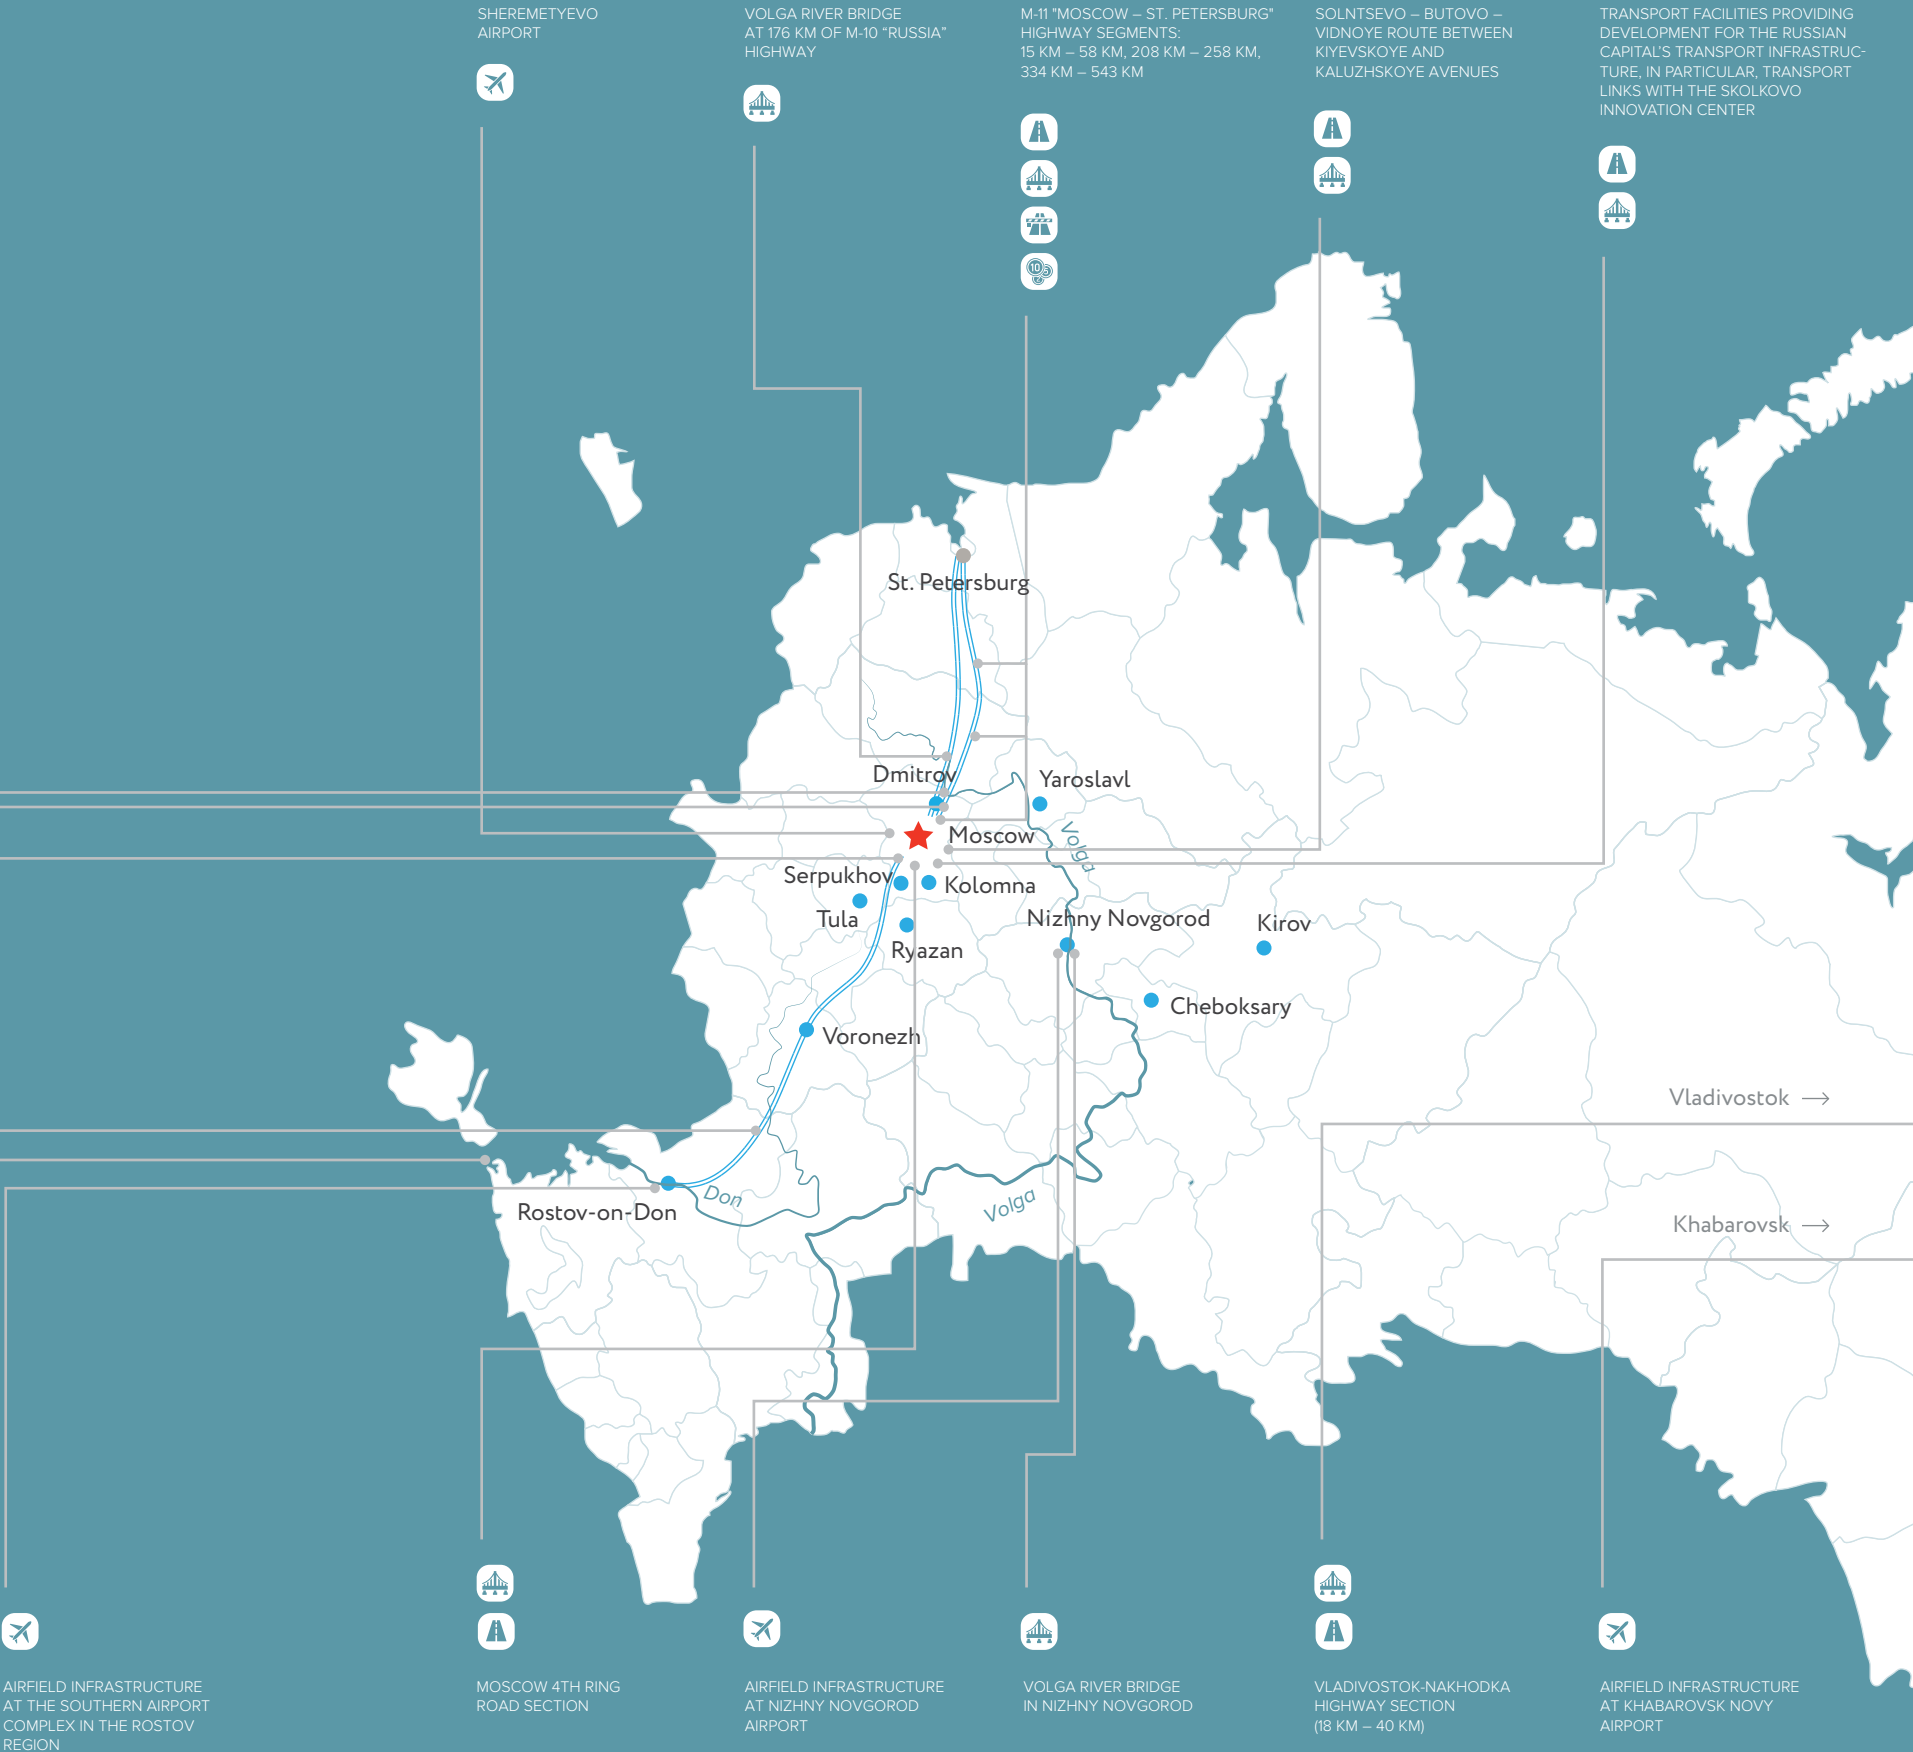 SHEREMETYEVO
AIRPORT
VOLGA RIVER BRIDGE
AT 176 KM OF M-10 “RUSSIA”
HIGHWAY
M-11 "MOSCOW – ST. PETERSBURG"
HIGHWAY SEGMENTS:
15 KM – 58 KM, 208 KM – 258 KM,
334 KM – 543 KM
SOLNTSEVO – BUTOVO –
VIDNOYE ROUTE BETWEEN
KIYEVSKOYE AND
KALUZHSKOYE AVENUES
TRANSPORT FACILITIES PROVIDING
DEVELOPMENT FOR THE RUSSIAN
CAPITAL’S TRANSPORT INFRASTRUC-
TURE, IN PARTICULAR, TRANSPORT
LINKS WITH THE SKOLKOVO
INNOVATION CENTER
10
St. Petersburg
Dmitrov
Yaroslavl
Moscow
Volga
Serpukhov
Kolomna
Tula
Nizhny Novgorod
Kirov
Ryazan
Cheboksary
Voronezh
Vladivostok →
Don
Volga
Rostov-on-Don
Khabarovsk →
AIRFIELD INFRASTRUCTURE
AT THE SOUTHERN AIRPORT
COMPLEX IN THE ROSTOV
REGION
MOSCOW 4TH RING
ROAD SECTION
AIRFIELD INFRASTRUCTURE
AT NIZHNY NOVGOROD
AIRPORT
VOLGA RIVER BRIDGE
IN NIZHNY NOVGOROD
VLADIVOSTOK-NAKHODKA
HIGHWAY SECTION
(18 KM – 40 KM)
AIRFIELD INFRASTRUCTURE
AT KHABAROVSK NOVY
AIRPORT